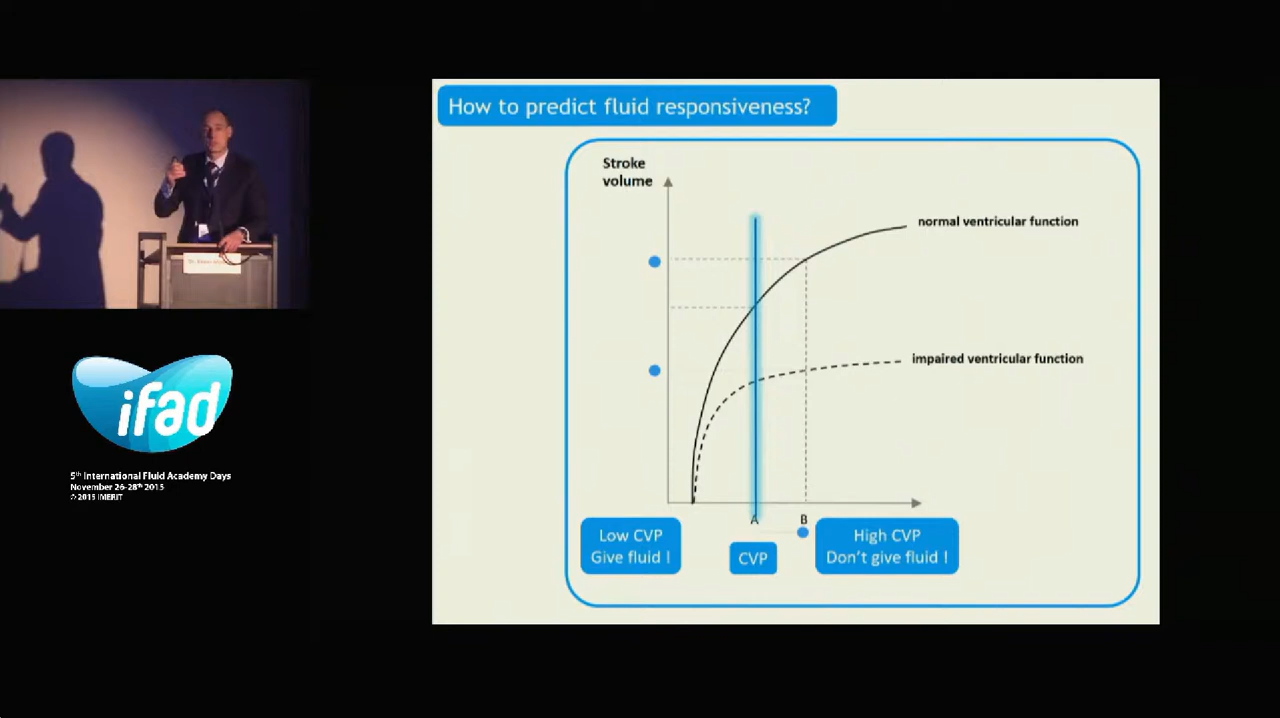 How to predict fluid responsiveness?
Stroke
volume
normal ventricular function
impaired ventricular function
A
B
Low CVP
Give fluid !
CVP
High CVP
Don't give fluid !
ifad
5th International Fluid Academy Days
November 26-28th 2015
© 2015 IMERIT